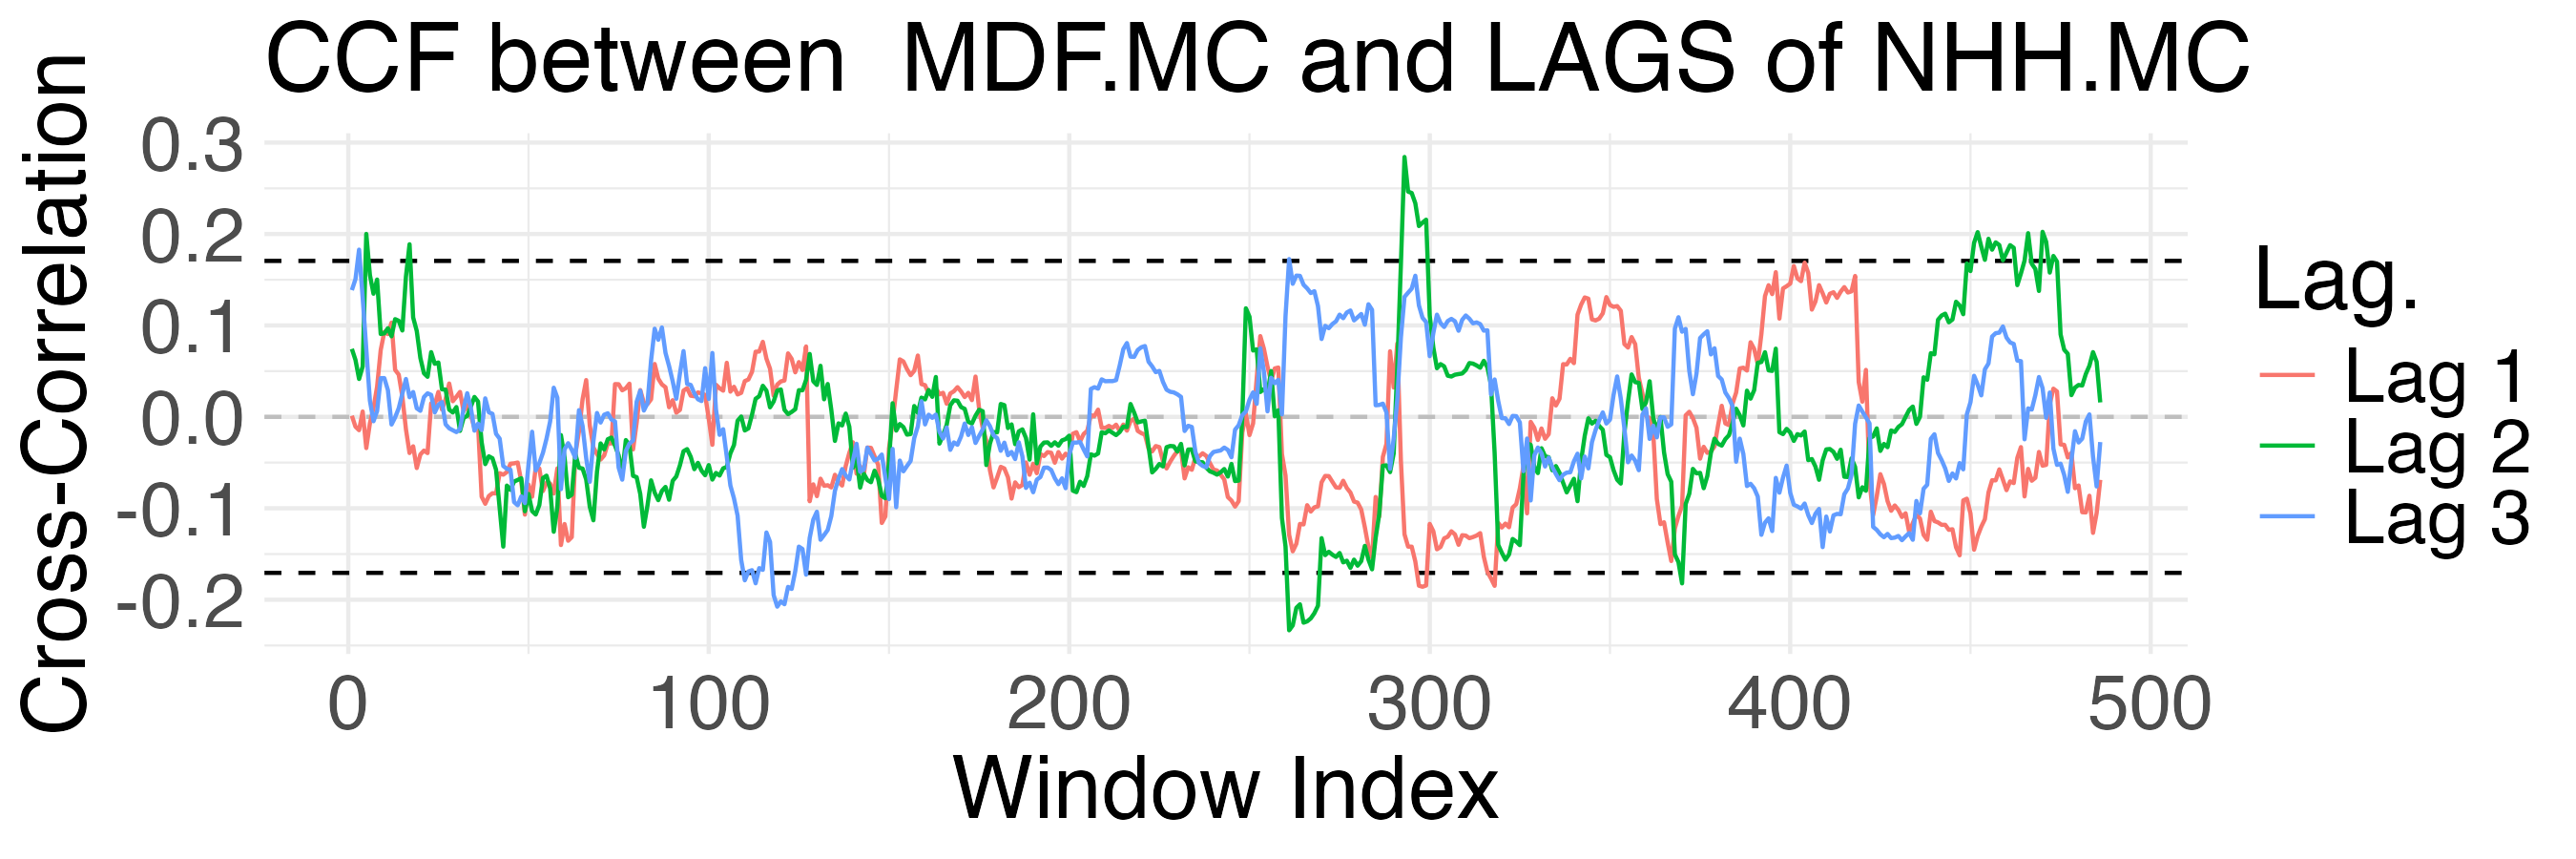 CCF between  MDF.MC and LAGS of NHH.MC
Cross-Correlation
0.3
0.2
0.1
0.0
-0.1
-0.2
0 100 200 300 400 500
Window Index
Lag.
Lag 1
Lag 2
Lag 3